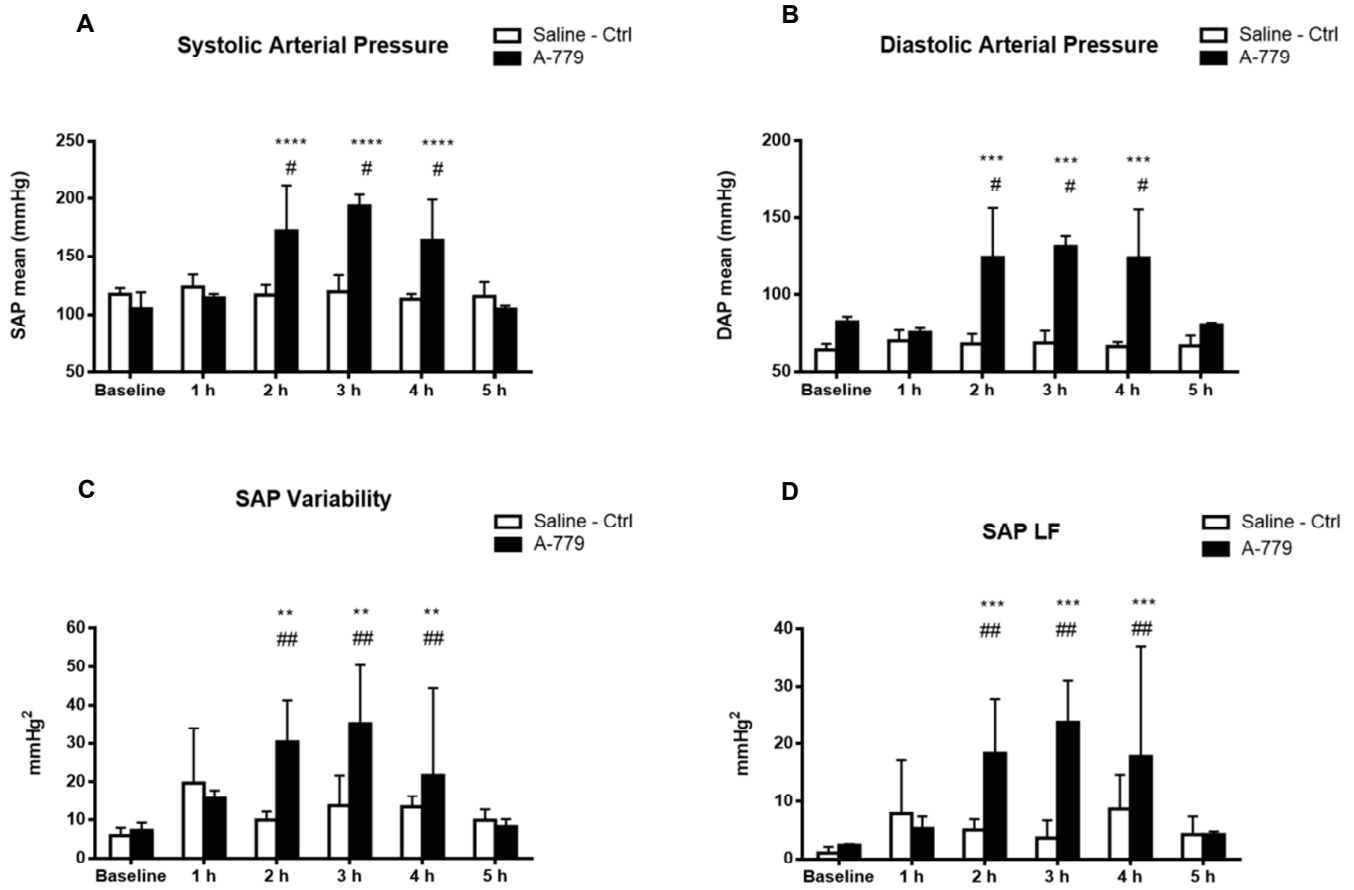 A
Systolic Arterial Pressure
Saline - Ctrl
A-779
SAP mean (mmHg)
250
200
150
100
50
**** **** ****
# # #
Baseline 1 h 2 h 3 h 4 h 5 h
B
Diastolic Arterial Pressure
Saline - Ctrl
A-779
DAP mean (mmHg)
200
150
100
50
*** *** ***
# # #
Baseline 1 h 2 h 3 h 4 h 5 h
C
SAP Variability
Saline - Ctrl
A-779
mmHg²
60
50
40
30
20
10
0
** ** **
## ## ##
Baseline 1 h 2 h 3 h 4 h 5 h
D
SAP LF
Saline - Ctrl
A-779
mmHg²
40
30
20
10
0
*** *** ***
## ## ##
Baseline 1 h 2 h 3 h 4 h 5 h